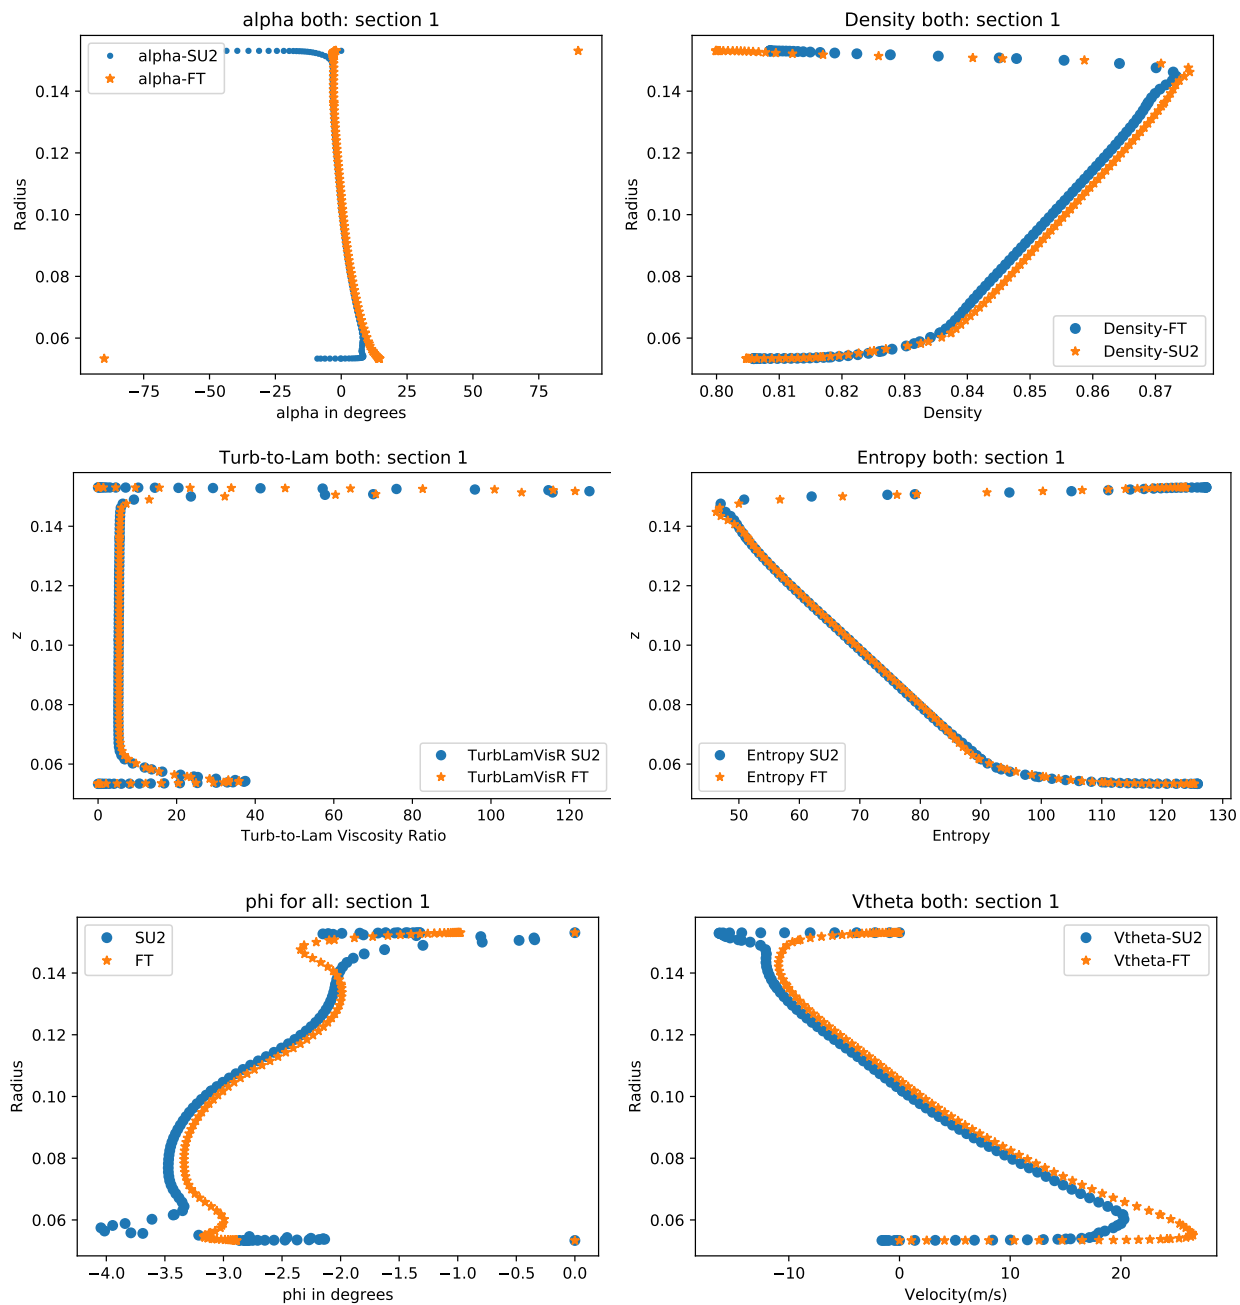 alpha both: section 1
alpha-SU2
alpha-FT
Radius
0.14
0.12
0.10
0.08
0.06
−75 −50 −25 0 25 50 75
alpha in degrees
Density both: section 1
Radius
0.14
0.12
0.10
0.08
0.06
Density-FT
Density-SU2
0.80 0.81 0.82 0.83 0.84 0.85 0.86 0.87
Density
Turb-to-Lam both: section 1
z
0.14
0.12
0.10
0.08
0.06
TurbLamVisR SU2
TurbLamVisR FT
0 20 40 60 80 100 120
Turb-to-Lam Viscosity Ratio
Entropy both: section 1
z
0.14
0.12
0.10
0.08
0.06
Entropy SU2
Entropy FT
50 60 70 80 90 100 110 120 130
Entropy
phi for all: section 1
SU2
FT
Radius
0.14
0.12
0.10
0.08
0.06
−4.0 −3.5 −3.0 −2.5 −2.0 −1.5 −1.0 −0.5 0.0
phi in degrees
Vtheta both: section 1
Vtheta-SU2
Vtheta-FT
Radius
0.14
0.12
0.10
0.08
0.06
−10 0 10 20
Velocity(m/s)